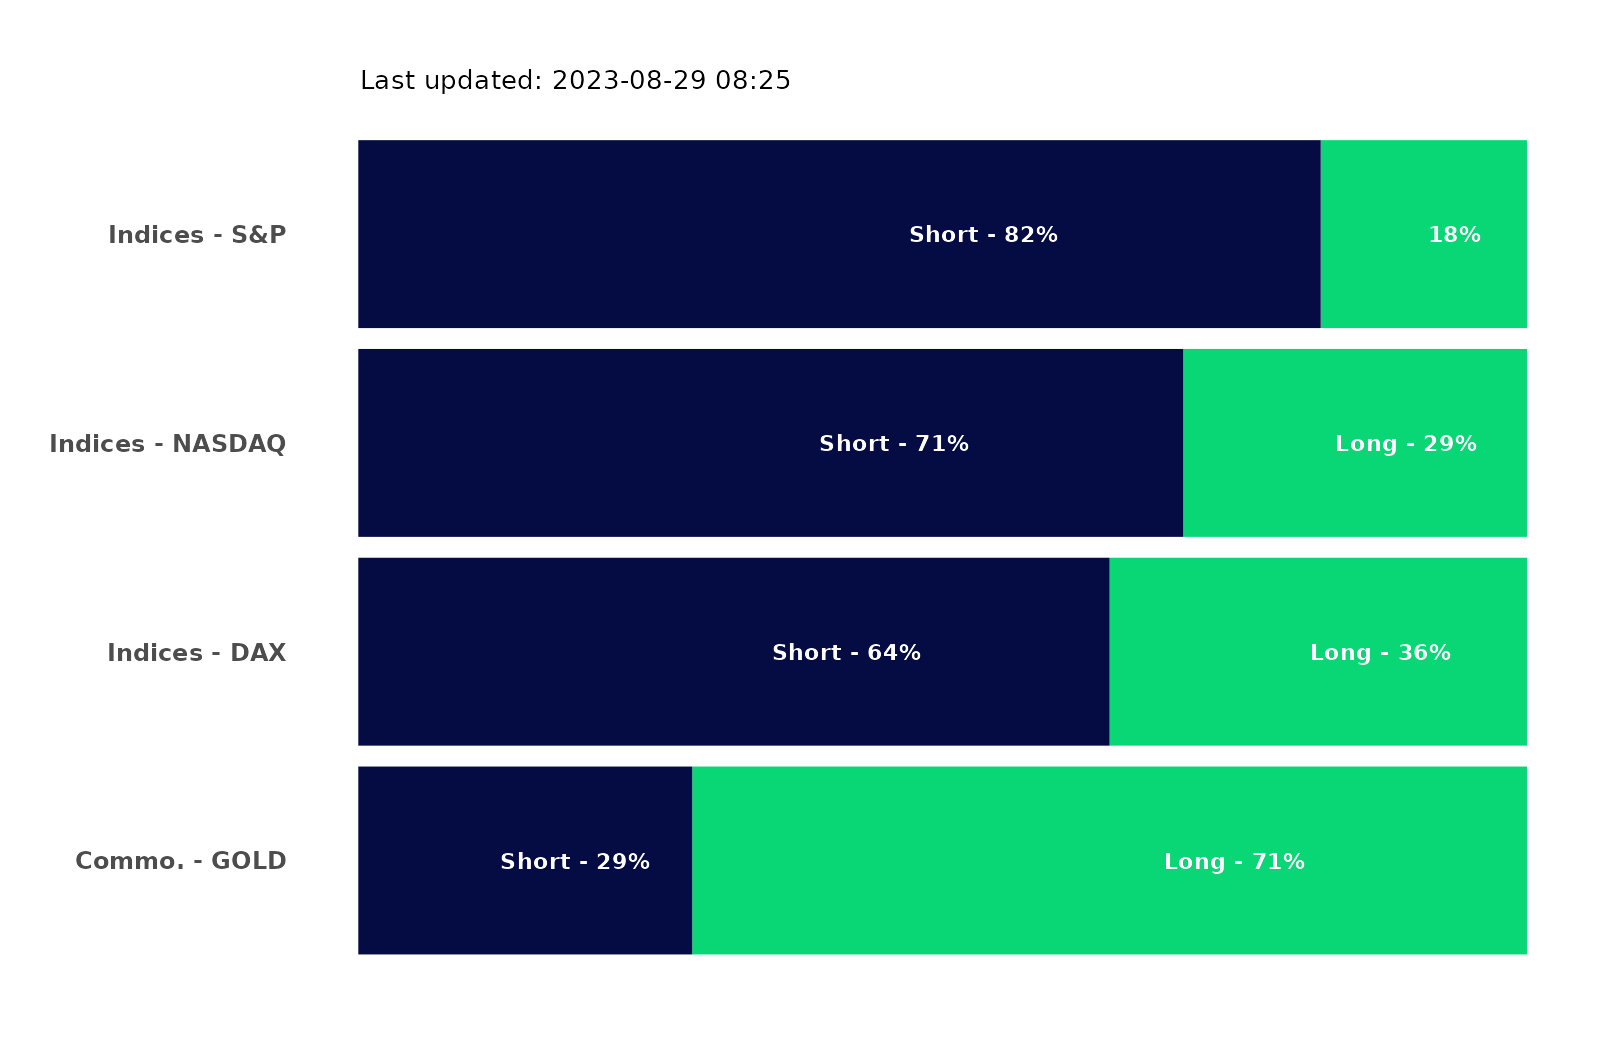 Last updated: 2023-08-29 08:25
Indices - S&P Short - 82% 18%
Indices - NASDAQ Short - 71% Long - 29%
Indices - DAX Short - 64% Long - 36%
Commo. - GOLD Short - 29% Long - 71%